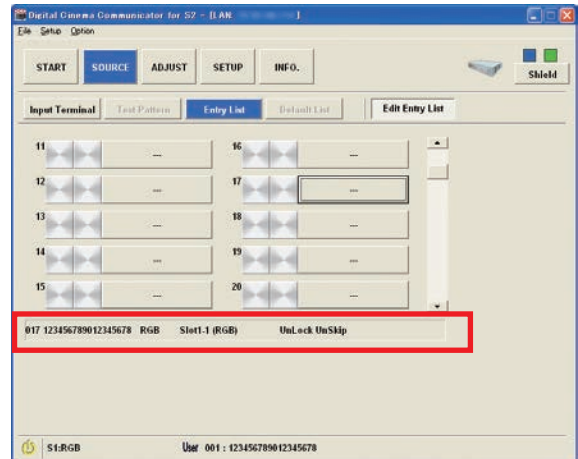 Digital Cinema Communicator for S2 - [LAN ]
File Setup Option
START SOURCE ADJUST SETUP INFO. Shield
Input Terminal Test Pattern Entry List Default List Edit Entry List
11 --- 16 ---
12 --- 17 ---
13 --- 18 ---
14 --- 19 ---
15 --- 20 ---
017 123456789012345678 RGB Slot1-1 (RGB) UnLock UnSkip
S1:RGB User 001 : 123456789012345678